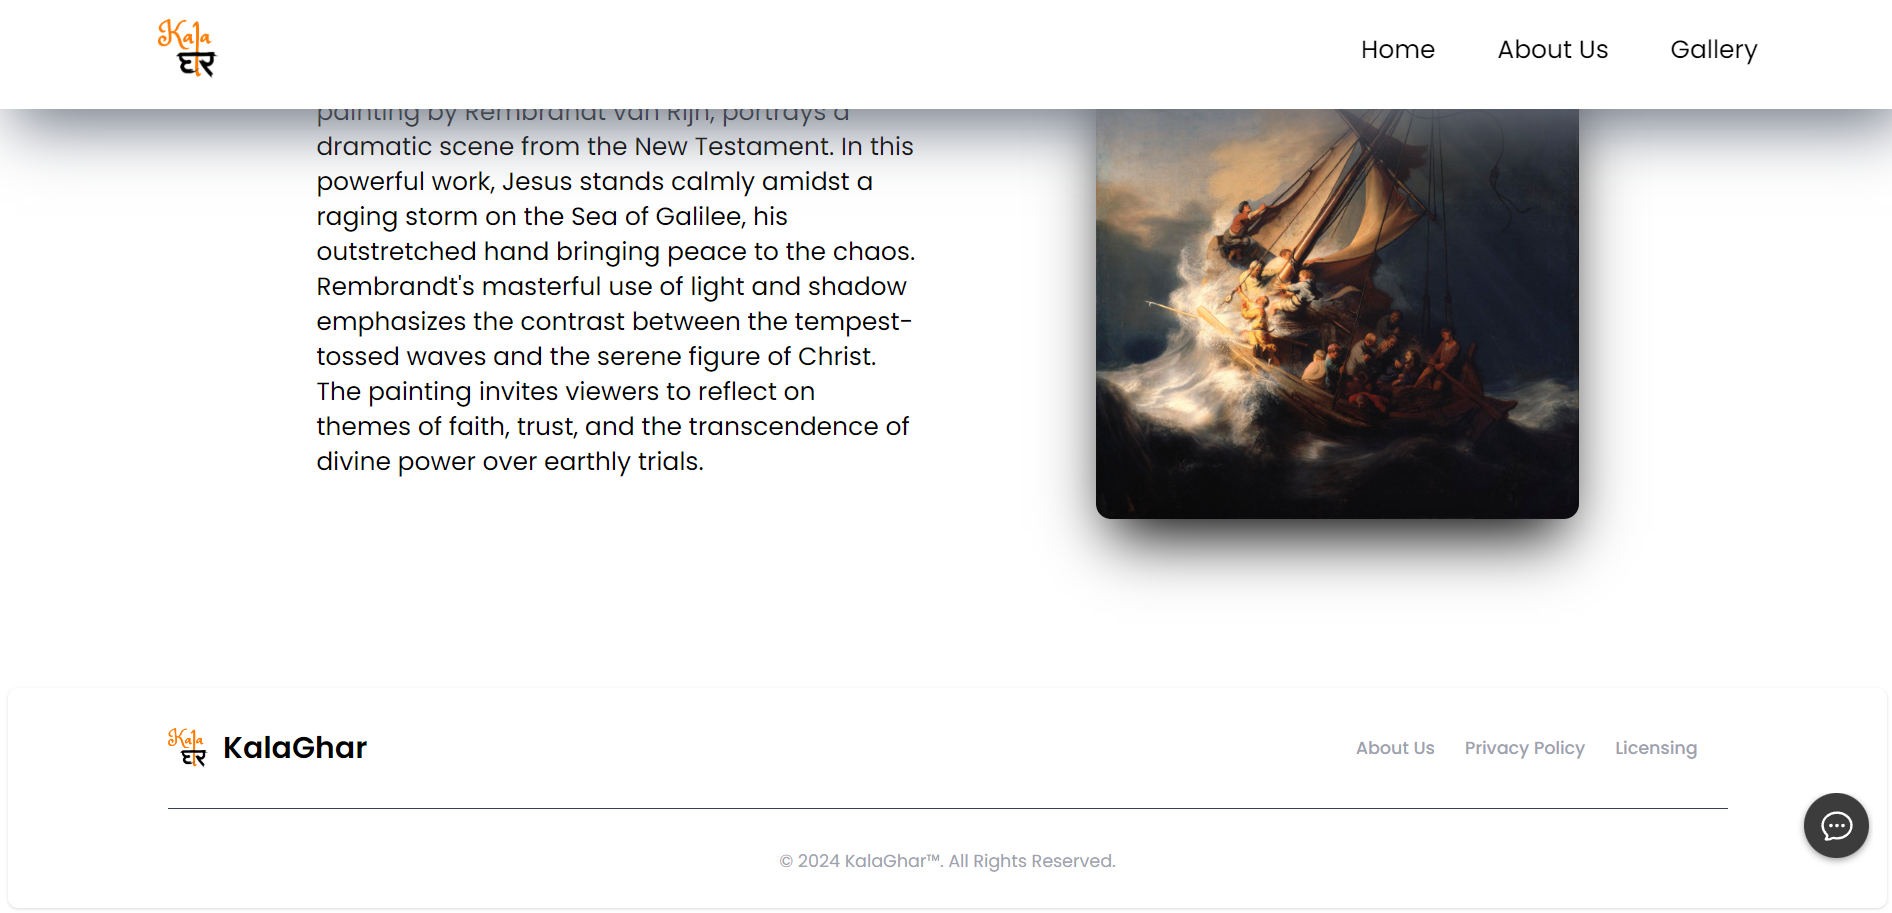 Kala
घर
Home
About Us
Gallery
painting by Rembrandt van Rijn, portrays a
dramatic scene from the New Testament. In this
powerful work, Jesus stands calmly amidst a
raging storm on the Sea of Galilee, his
outstretched hand bringing peace to the chaos.
Rembrandt's masterful use of light and shadow
emphasizes the contrast between the tempest-
tossed waves and the serene figure of Christ.
The painting invites viewers to reflect on
themes of faith, trust, and the transcendence of
divine power over earthly trials.
Kala
घर
KalaGhar
About Us
Privacy Policy
Licensing
© 2024 KalaGhar™. All Rights Reserved.